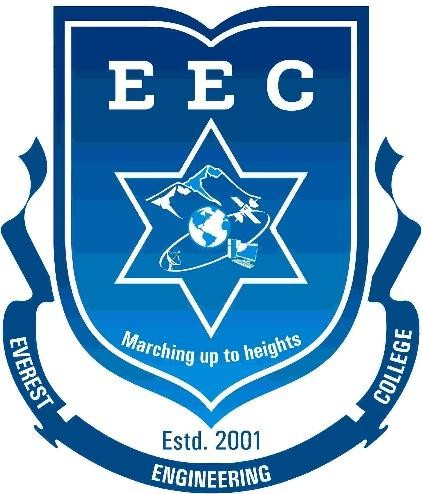 EEC
Marching up to heights
Estd. 2001
EVEREST ENGINEERING COLLEGE